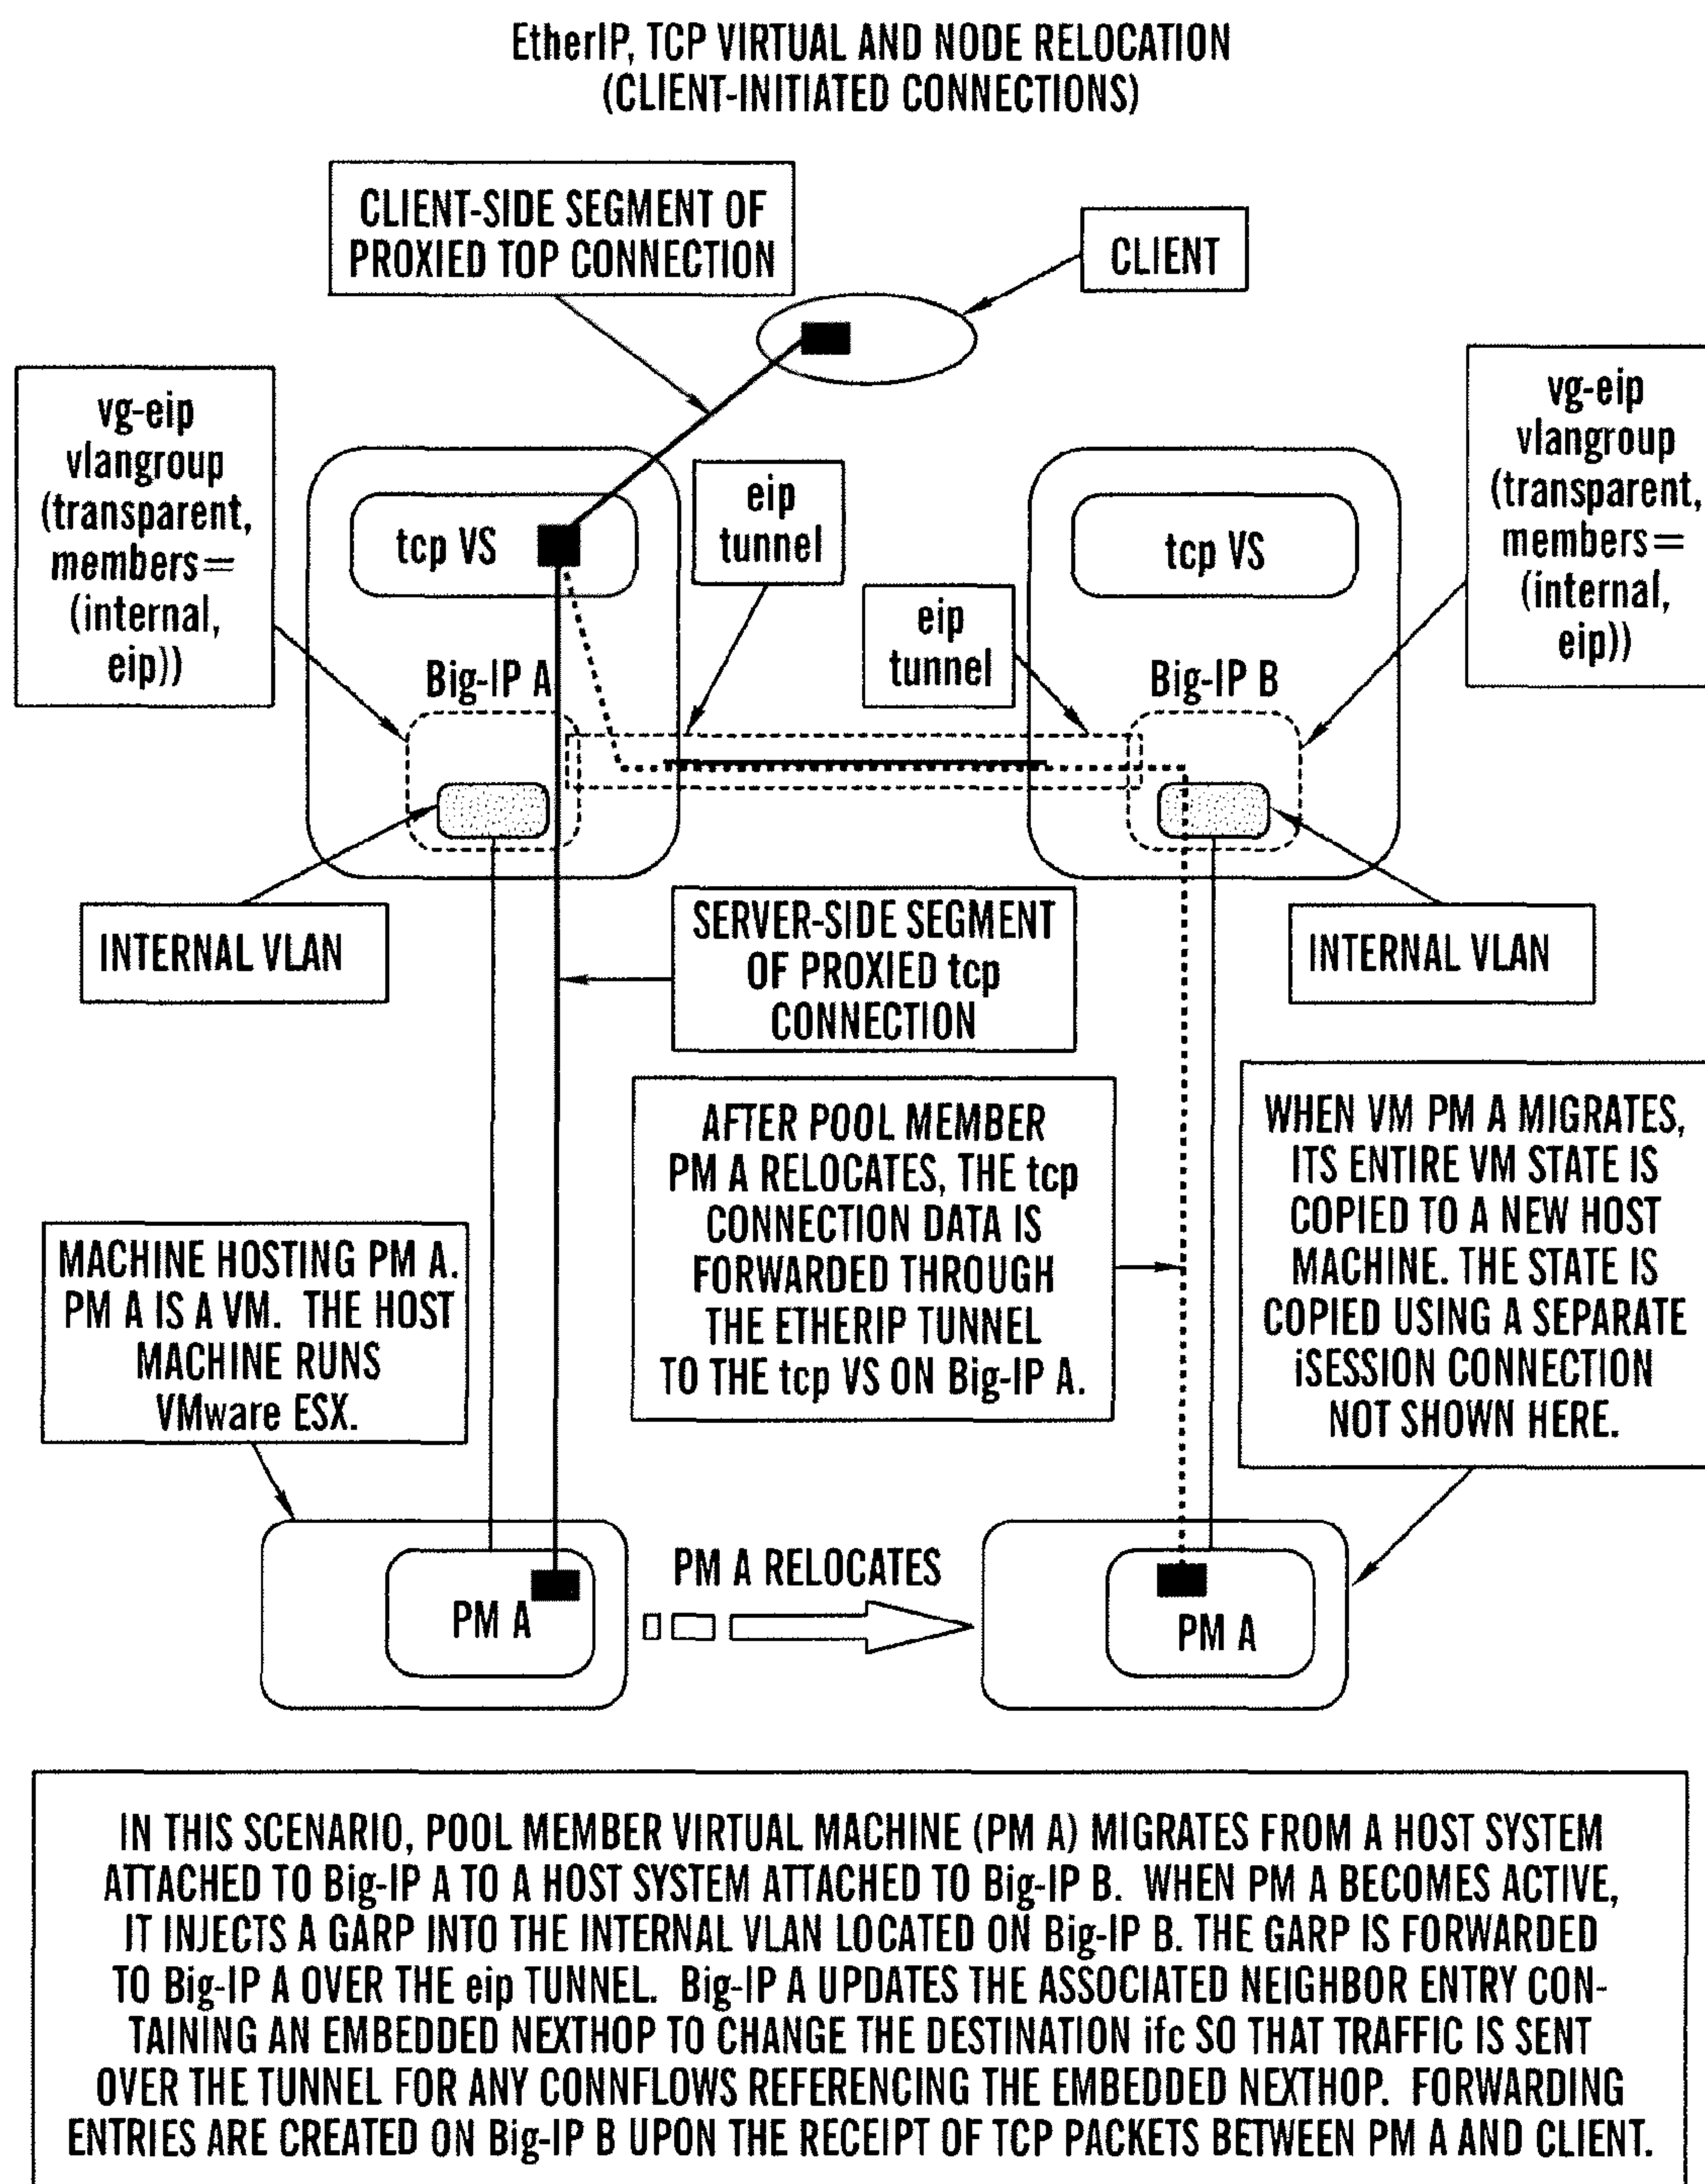 EtherIP, TCP VIRTUAL AND NODE RELOCATION
(CLIENT-INITIATED CONNECTIONS)
CLIENT-SIDE SEGMENT OF
PROXIED TOP CONNECTION
CLIENT
vg-eip
vlangroup
(transparent,
members=
(internal,
eip))
tcp VS
eip
tunnel
eip
tunnel
tcp VS
vg-eip
vlangroup
(transparent,
members=
(internal,
eip))
Big-IP A
Big-IP B
INTERNAL VLAN
SERVER-SIDE SEGMENT
OF PROXIED tcp
CONNECTION
INTERNAL VLAN
AFTER POOL MEMBER
PM A RELOCATES, THE tcp
CONNECTION DATA IS
FORWARDED THROUGH
THE ETHERIP TUNNEL
TO THE tcp VS ON Big-IP A.
WHEN VM PM A MIGRATES,
ITS ENTIRE VM STATE IS
COPIED TO A NEW HOST
MACHINE. THE STATE IS
COPIED USING A SEPARATE
iSESSION CONNECTION
NOT SHOWN HERE.
MACHINE HOSTING PM A.
PM A IS A VM. THE HOST
MACHINE RUNS
VMware ESX.
PM A
PM A RELOCATES
PM A
IN THIS SCENARIO, POOL MEMBER VIRTUAL MACHINE (PM A) MIGRATES FROM A HOST SYSTEM
ATTACHED TO Big-IP A TO A HOST SYSTEM ATTACHED TO Big-IP B. WHEN PM A BECOMES ACTIVE,
IT INJECTS A GARP INTO THE INTERNAL VLAN LOCATED ON Big-IP B. THE GARP IS FORWARDED
TO Big-IP A OVER THE eip TUNNEL. Big-IP A UPDATES THE ASSOCIATED NEIGHBOR ENTRY CON-
TAINING AN EMBEDDED NEXTHOP TO CHANGE THE DESTINATION ifc SO THAT TRAFFIC IS SENT
OVER THE TUNNEL FOR ANY CONNFLOWS REFERENCING THE EMBEDDED NEXTHOP. FORWARDING
ENTRIES ARE CREATED ON Big-IP B UPON THE RECEIPT OF TCP PACKETS BETWEEN PM A AND CLIENT.